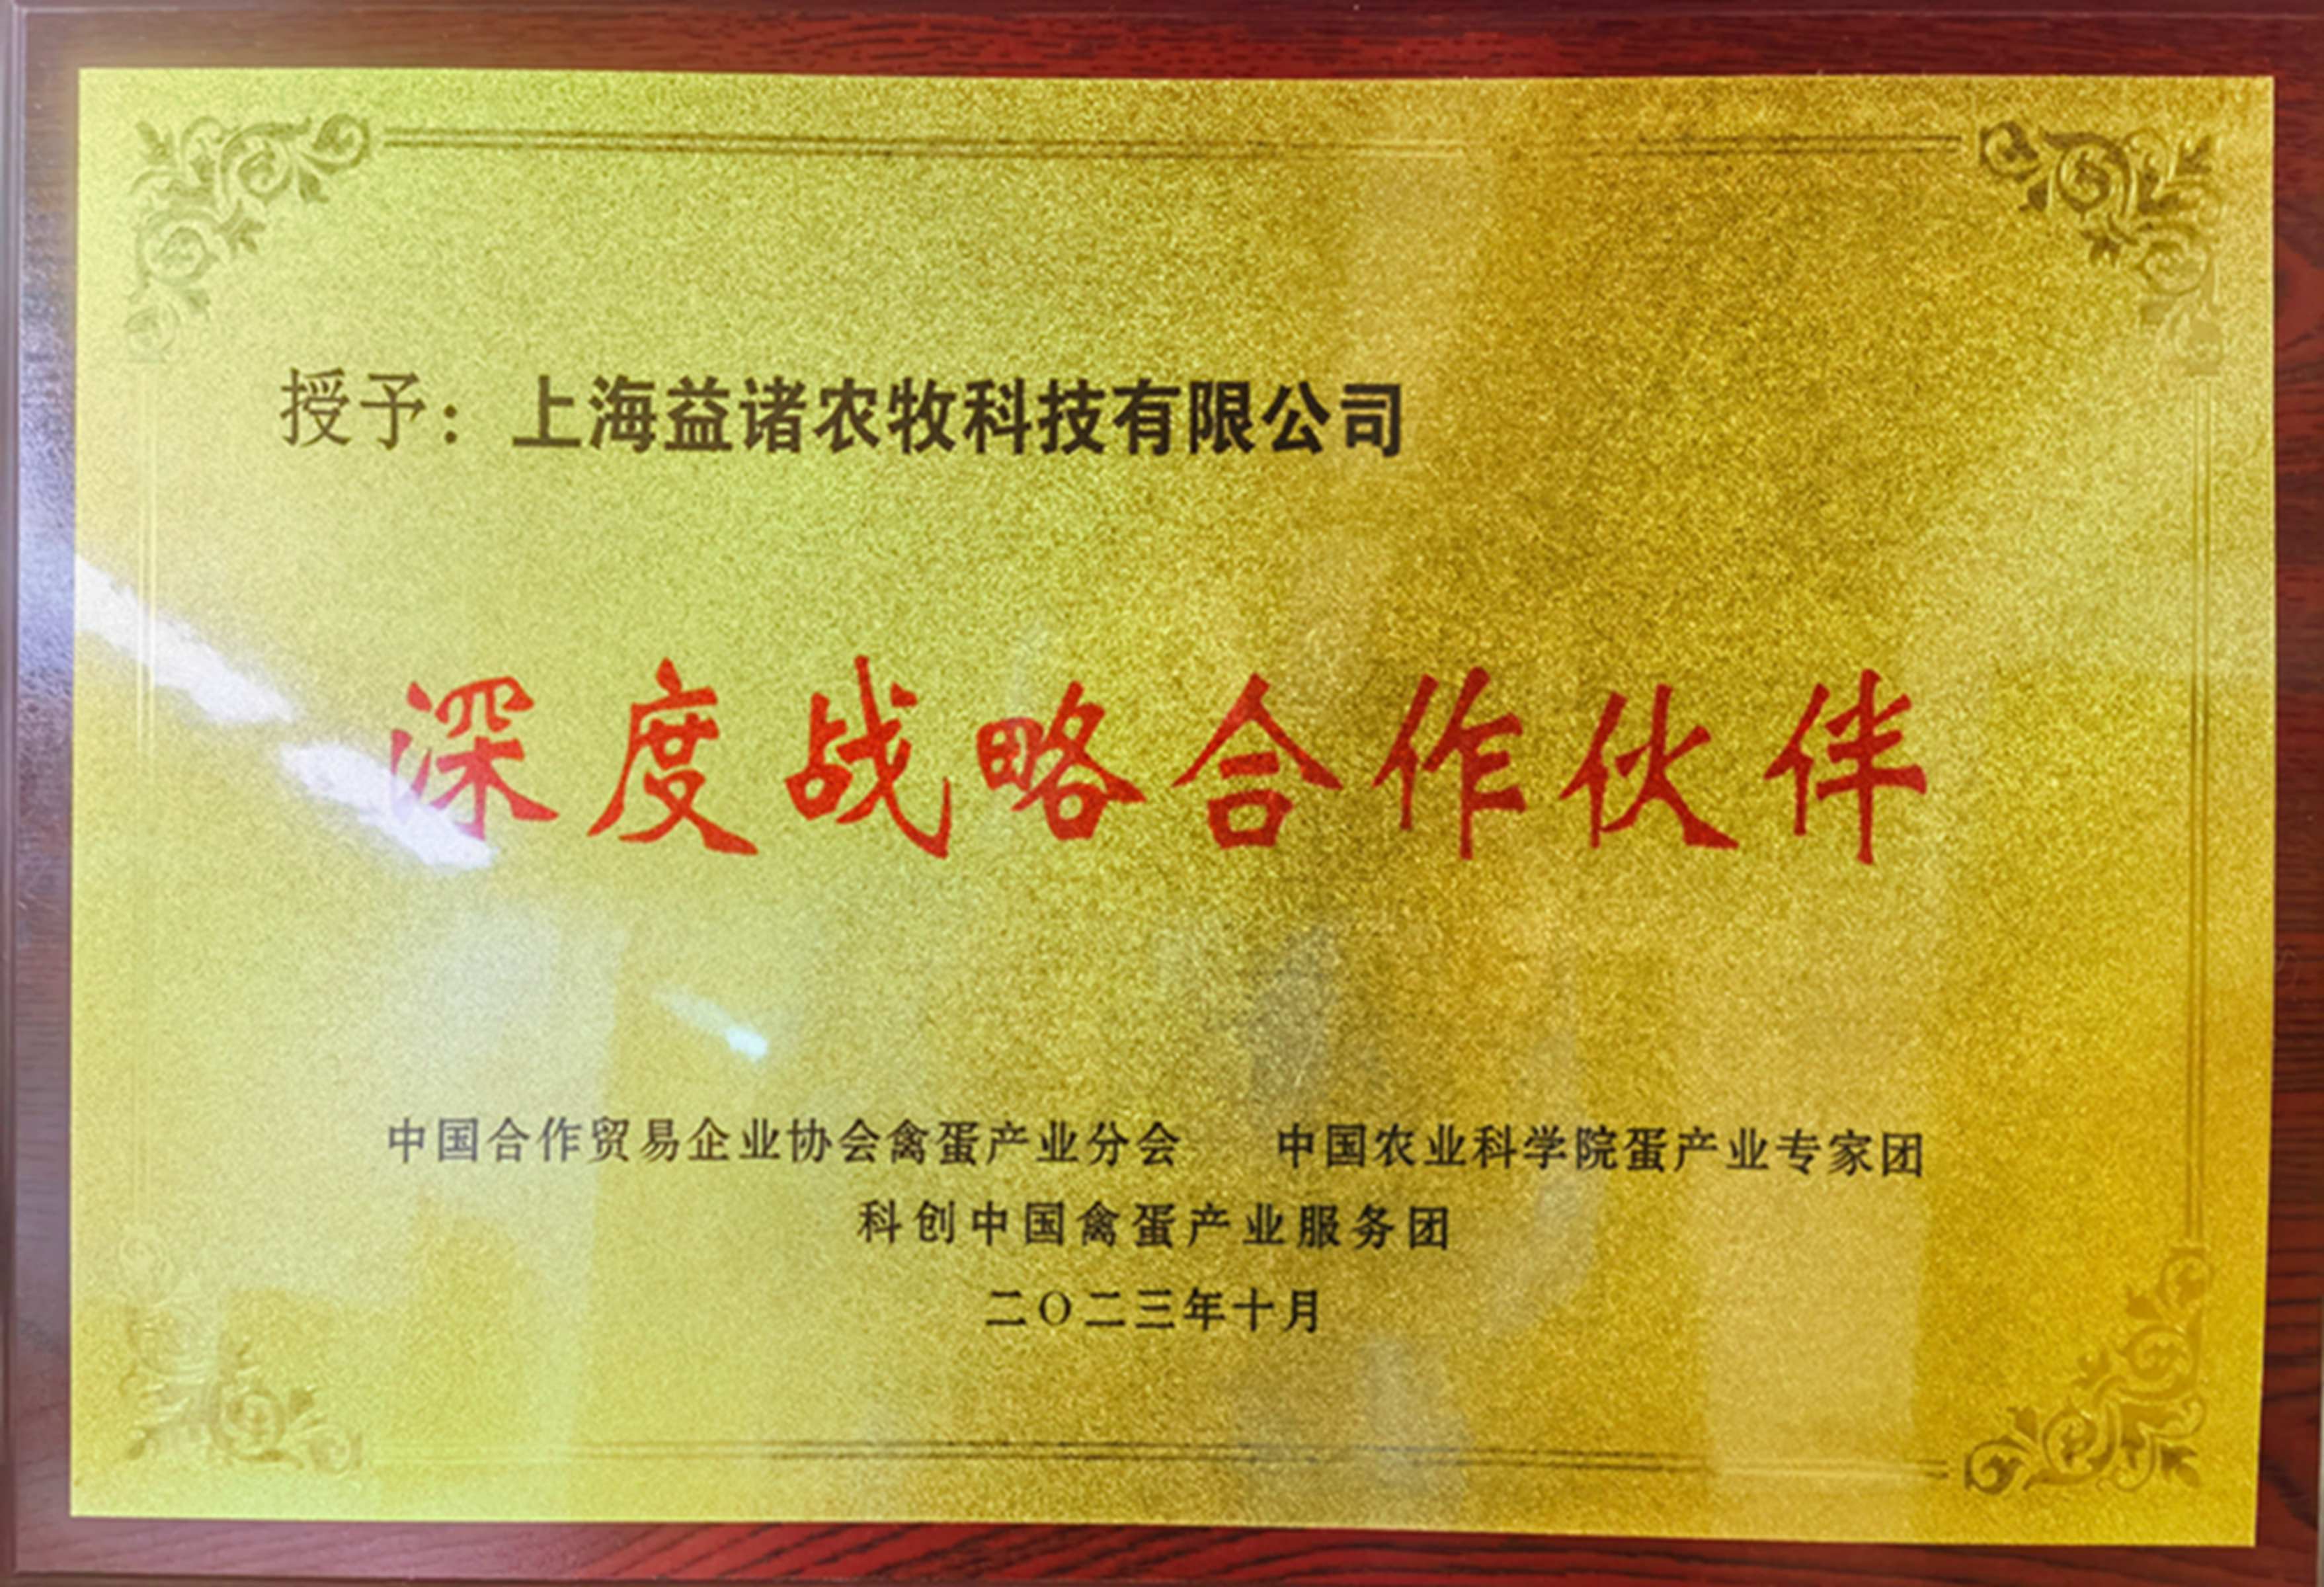 授予：上海益诸农牧科技有限公司
深度战略合作伙伴
中国合作贸易企业协会禽蛋产业分会 中国农业科学院蛋产业专家团
科创中国禽蛋产业服务团
二〇二三年十月